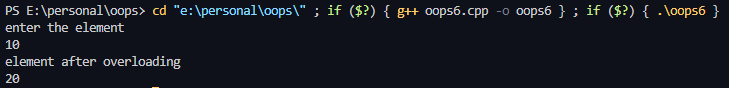 PS E:\personal\oops> cd "e:\personal\oops\" ; if ($?) { g++ oops6.cpp -o oops6 } ; if ($?) { .\oops6 }
enter the element
10
element after overloading
20